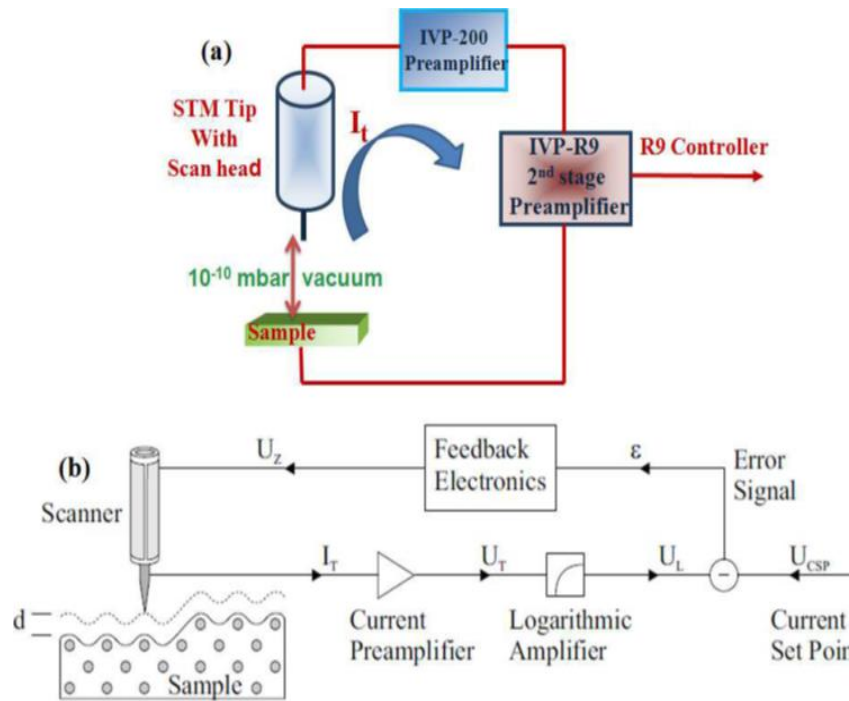 (a)
IVP-200
Preamplifier
STM Tip
With
Scan head
It
IVP-R9
2nd stage
Preamplifier
R9 Controller
10-10 mbar vacuum
Sample
(b)
Scanner
UZ
Feedback
Electronics
ε
Error
Signal
IT
UT
UL
UCSP
d
Current
Preamplifier
Logarithmic
Amplifier
Current
Set Poin
Sample